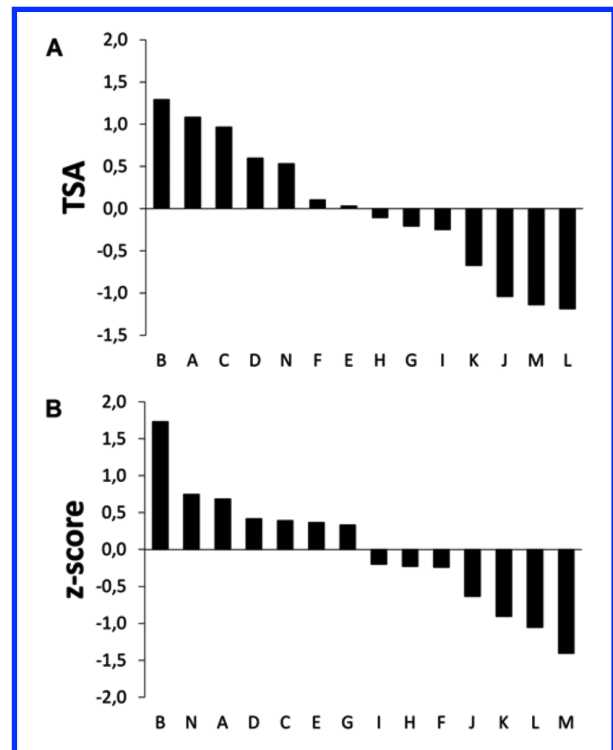 A
TSA
2,0
1,5
1,0
0,5
0,0
-0,5
-1,0
-1,5
B A C D N F E H G I K J M L
B
z-score
2,0
1,5
1,0
0,5
0,0
-0,5
-1,0
-1,5
-2,0
B N A D C E G I H F J K L M